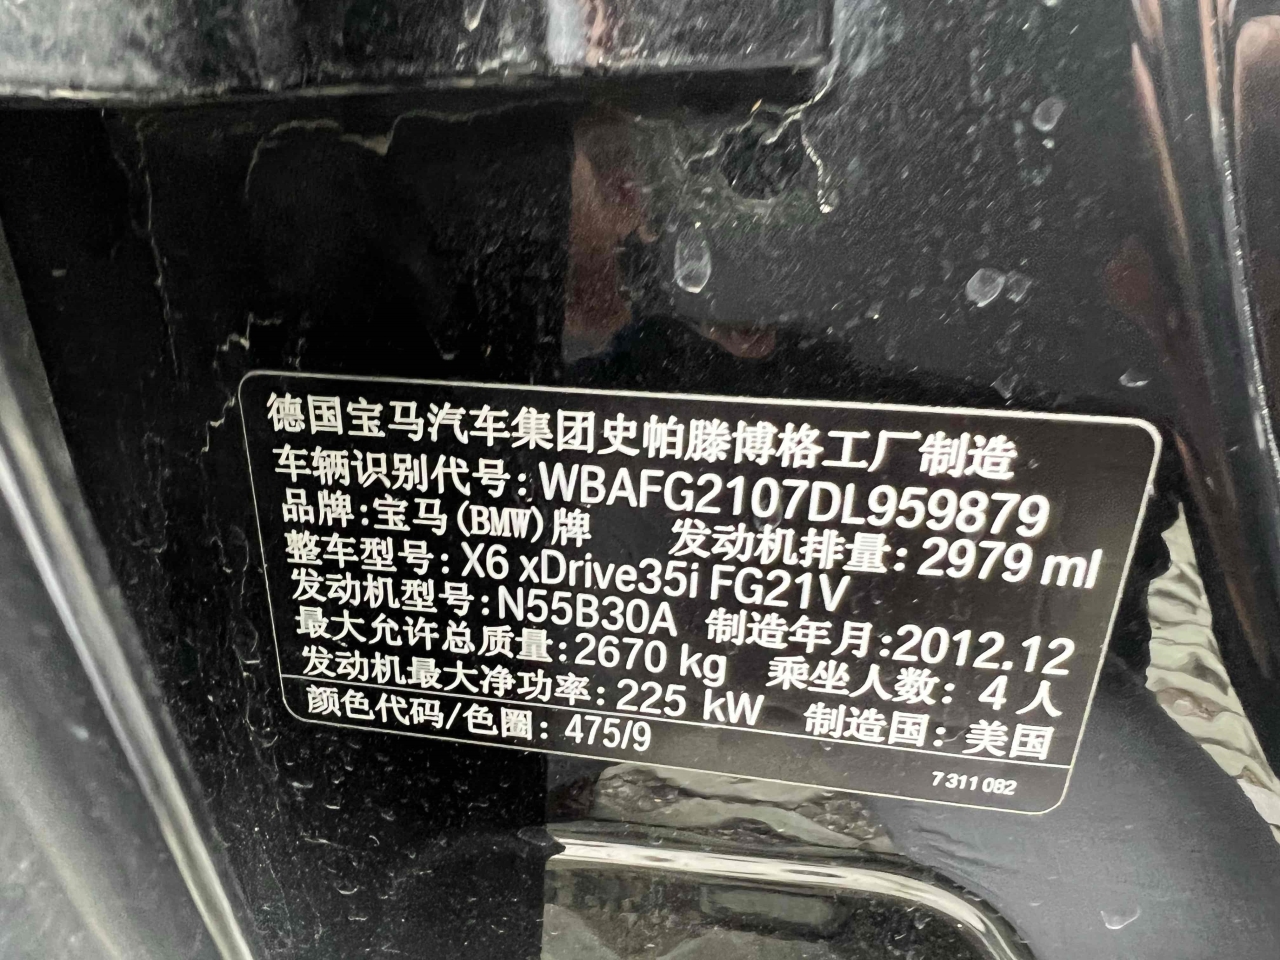 德国宝马汽车集团史帕滕博格工厂制造
车辆识别代号: WBAFG2107DL959879
品牌: 宝马(BMW)牌 发动机排量: 2979 ml
整车型号: X6 xDrive35i FG21V
发动机型号: N55B30A 制造年月: 2012.12
最大允许总质量: 2670 kg 乘坐人数: 4 人
发动机最大净功率: 225 kW 制造国: 美国
颜色代码/色圈: 475/9
7 311 082